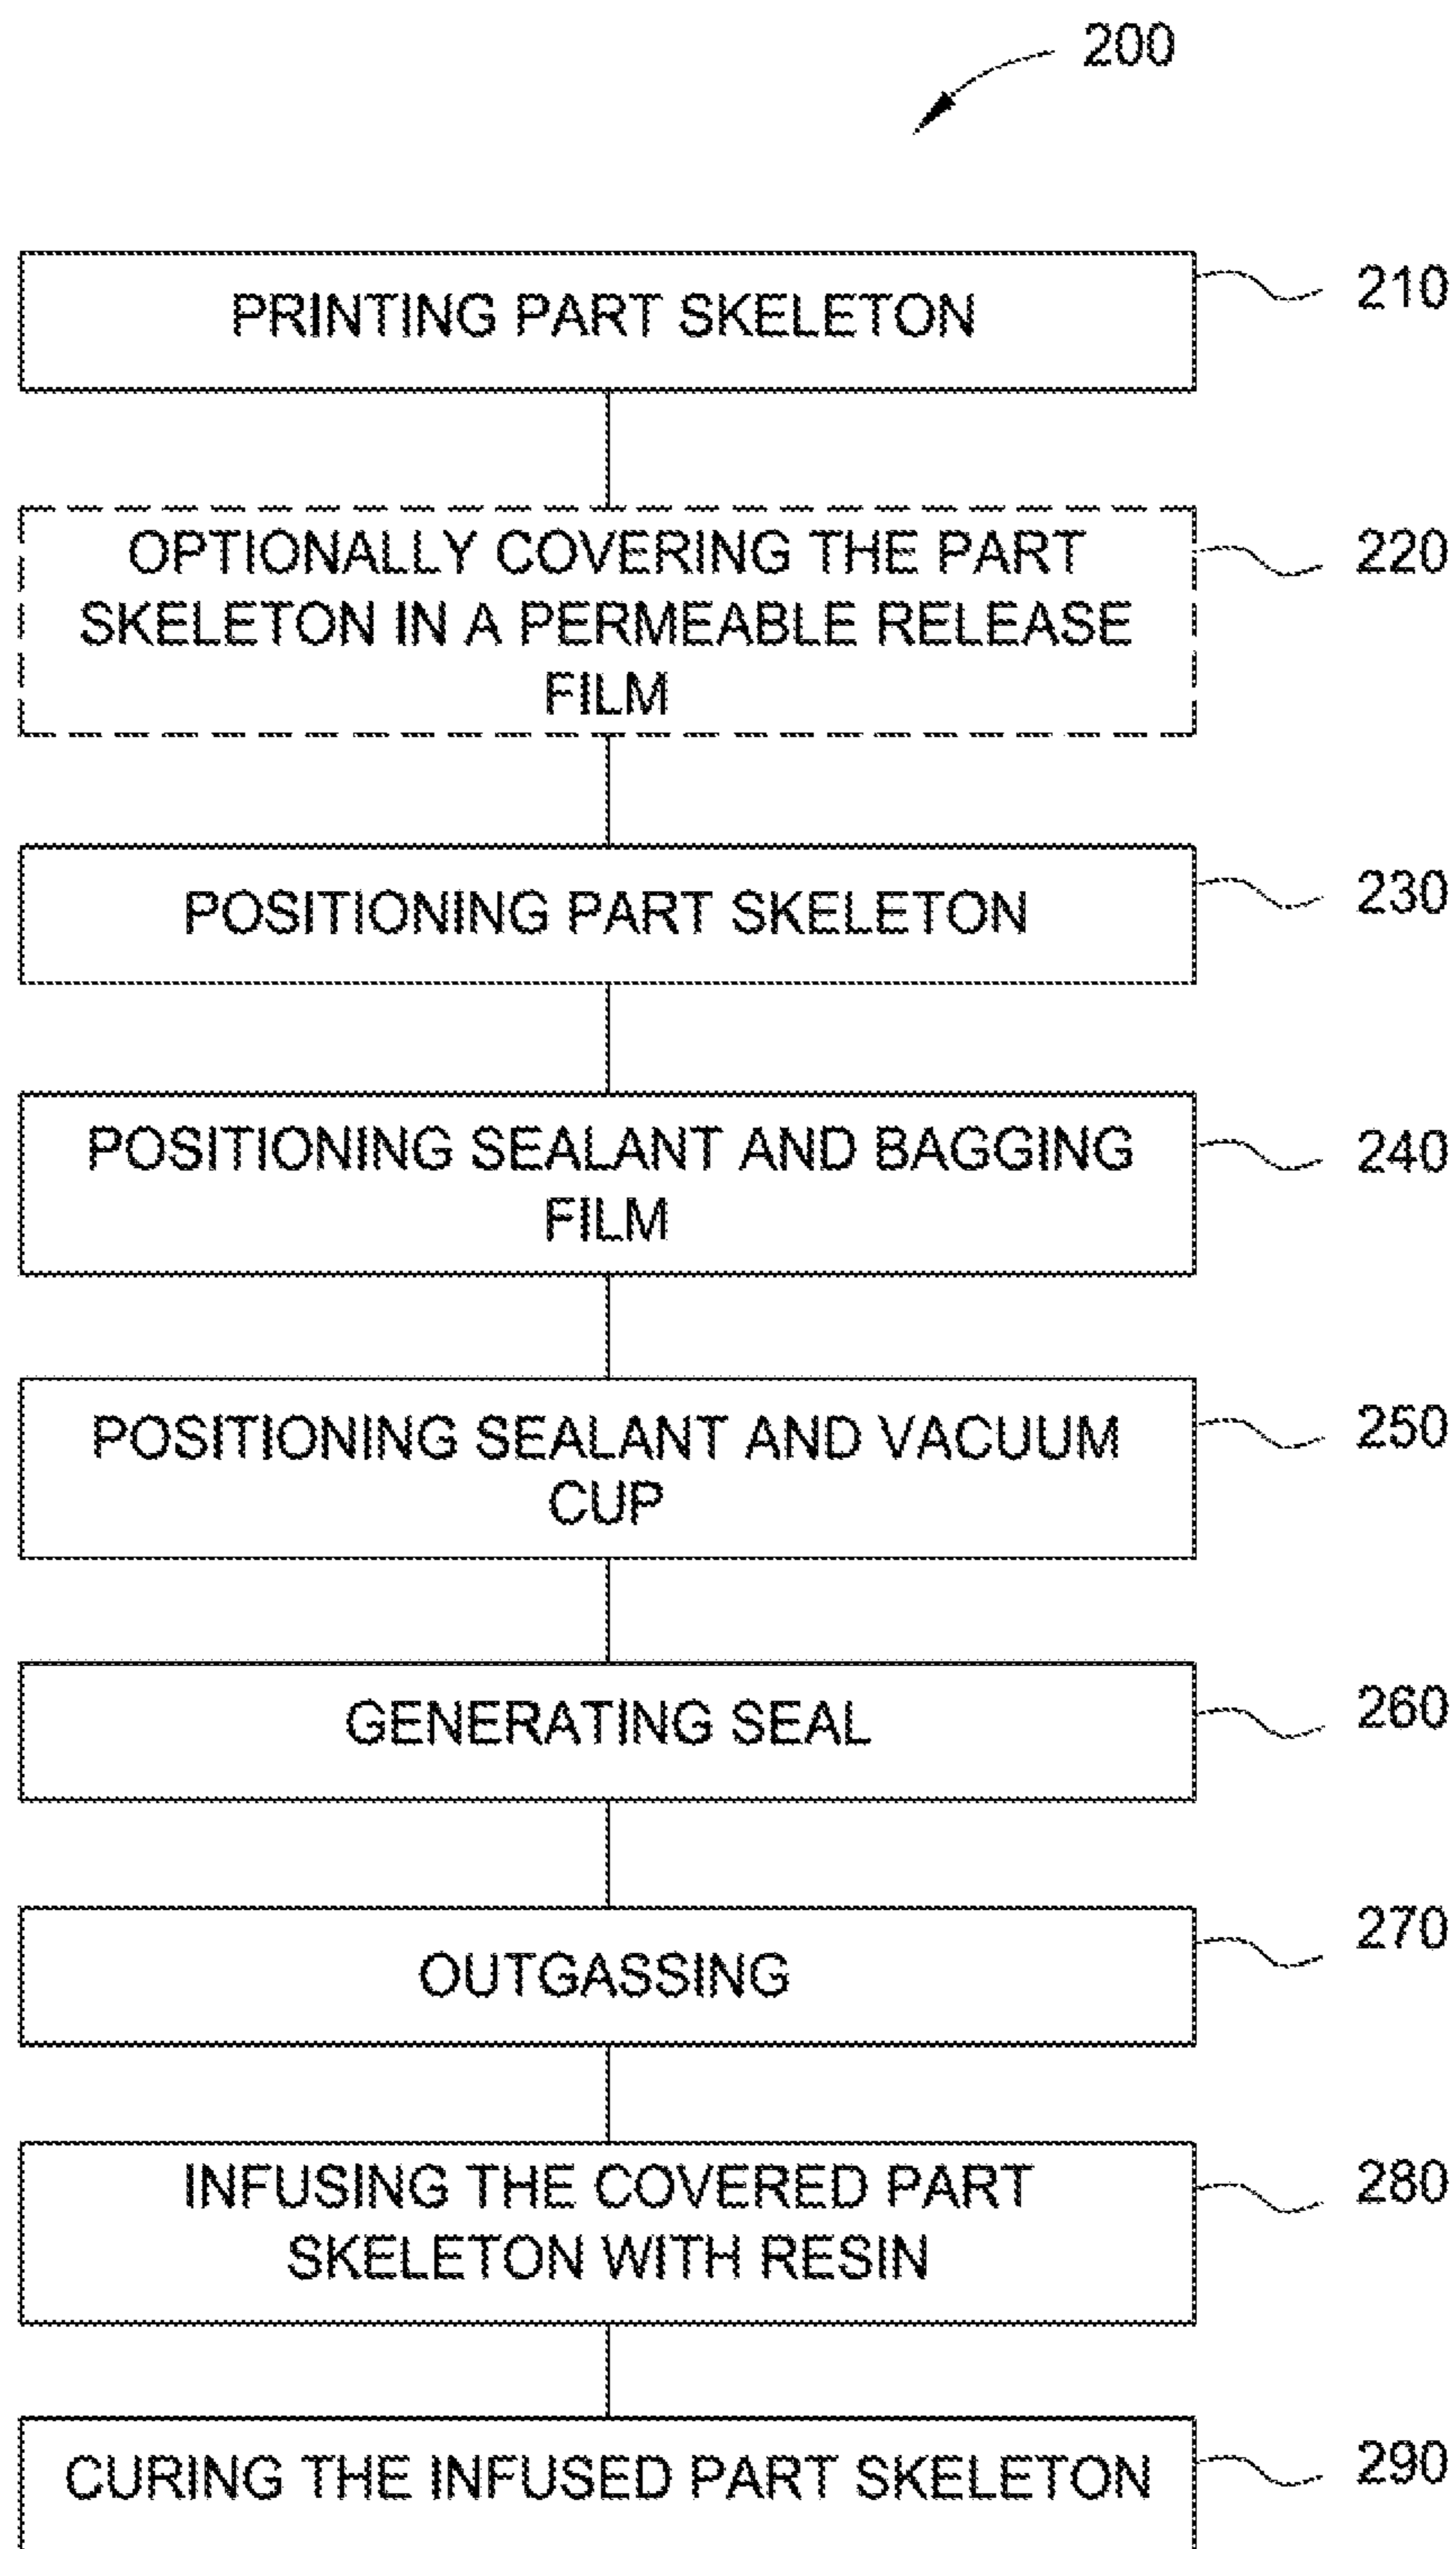 200
PRINTING PART SKELETON
210
OPTIONALLY COVERING THE PART
SKELETON IN A PERMEABLE RELEASE
FILM
220
POSITIONING PART SKELETON
230
POSITIONING SEALANT AND BAGGING
FILM
240
POSITIONING SEALANT AND VACUUM
CUP
250
GENERATING SEAL
260
OUTGASSING
270
INFUSING THE COVERED PART
SKELETON WITH RESIN
280
CURING THE INFUSED PART SKELETON
290